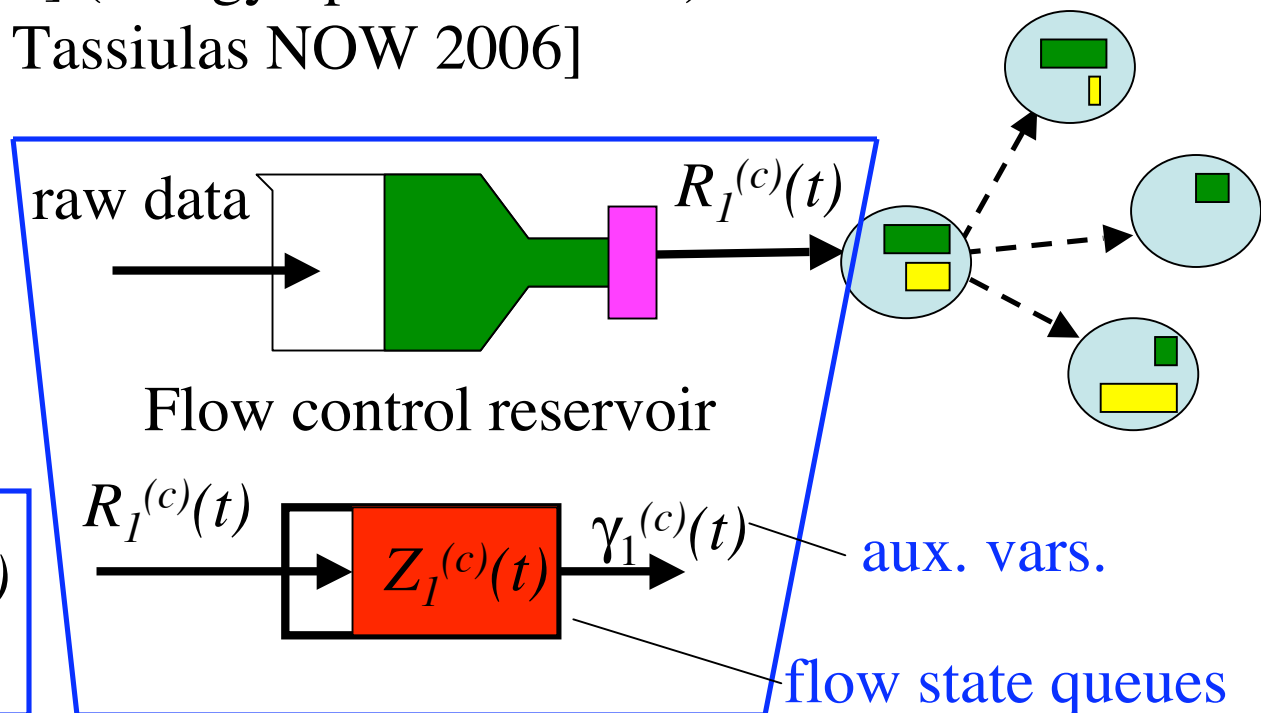 Tassiulas NOW 2006]
raw data
R₁⁽ᶜ⁾(t)
Flow control reservoir
R₁⁽ᶜ⁾(t)
)
Z₁⁽ᶜ⁾(t)
γ₁⁽ᶜ⁾(t)
aux. vars.
flow state queues